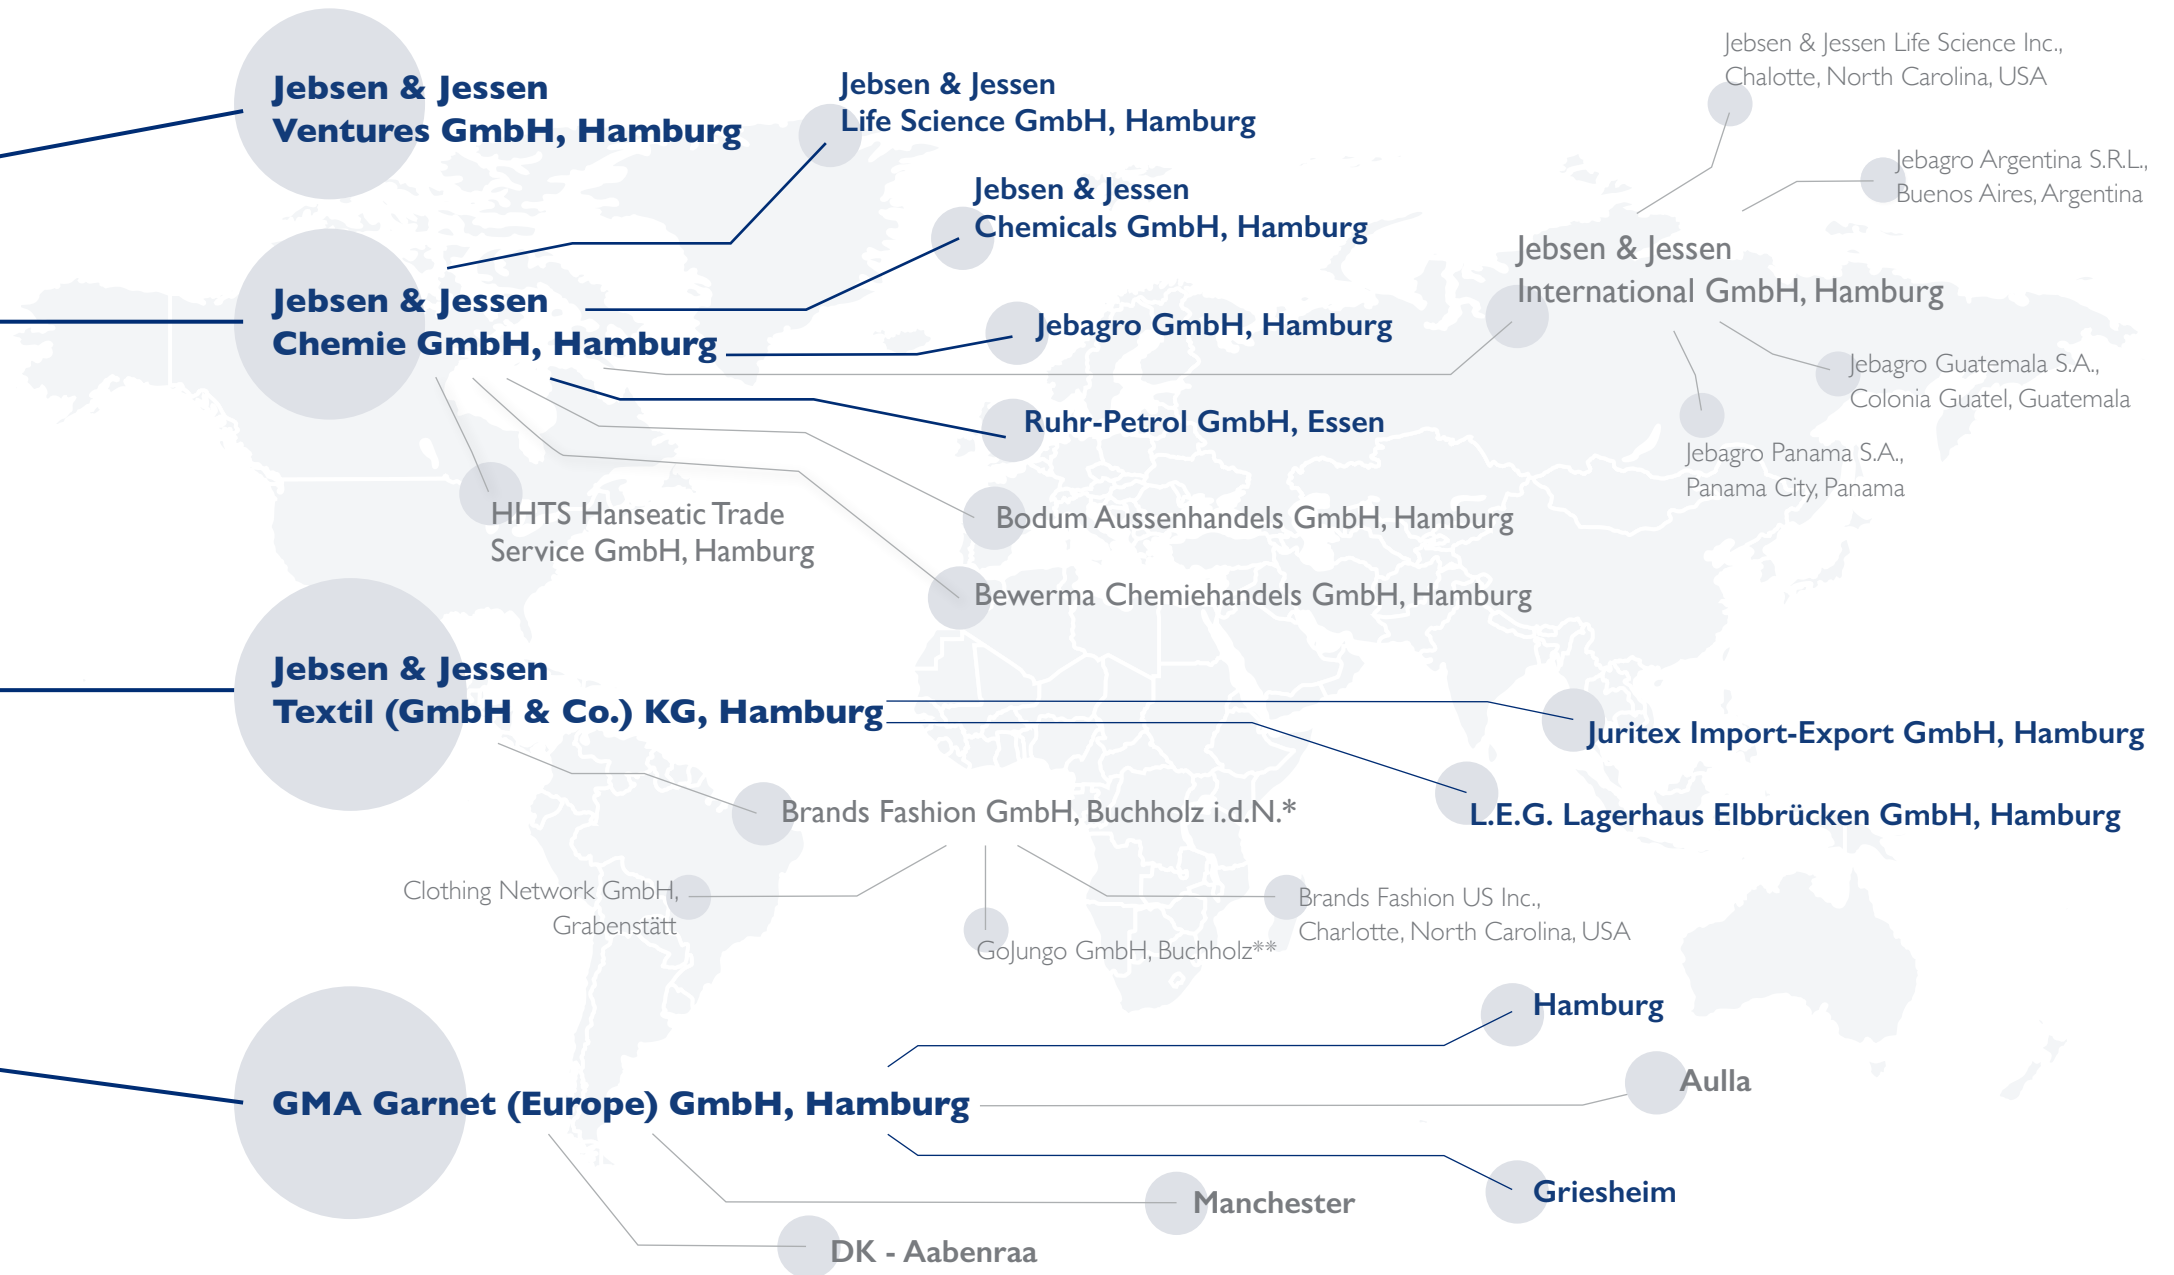 Jebsen & Jessen
Ventures GmbH, Hamburg
Jebsen & Jessen
Life Science GmbH, Hamburg
Jebsen & Jessen Life Science Inc.,
Chalotte, North Carolina, USA
Jebsen & Jessen
Chemicals GmbH, Hamburg
Jebagro Argentina S.R.L.,
Buenos Aires, Argentina
Jebsen & Jessen
International GmbH, Hamburg
Jebsen & Jessen
Chemie GmbH, Hamburg
Jebagro GmbH, Hamburg
Jebagro Guatemala S.A.,
Colonia Guatel, Guatemala
Ruhr-Petrol GmbH, Essen
Jebagro Panama S.A.,
Panama City, Panama
HHTS Hanseatic Trade
Service GmbH, Hamburg
Bodum Aussenhandels GmbH, Hamburg
Bewerma Chemiehandels GmbH, Hamburg
Jebsen & Jessen
Textil (GmbH & Co.) KG, Hamburg
Juritex Import-Export GmbH, Hamburg
L.E.G. Lagerhaus Elbbrücken GmbH, Hamburg
Brands Fashion GmbH, Buchholz i.d.N.*
Clothing Network GmbH,
Grabenstätt
GoJungo GmbH, Buchholz**
Brands Fashion US Inc.,
Charlotte, North Carolina, USA
GMA Garnet (Europe) GmbH, Hamburg
Hamburg
Aulla
Griesheim
Manchester
DK - Aabenraa